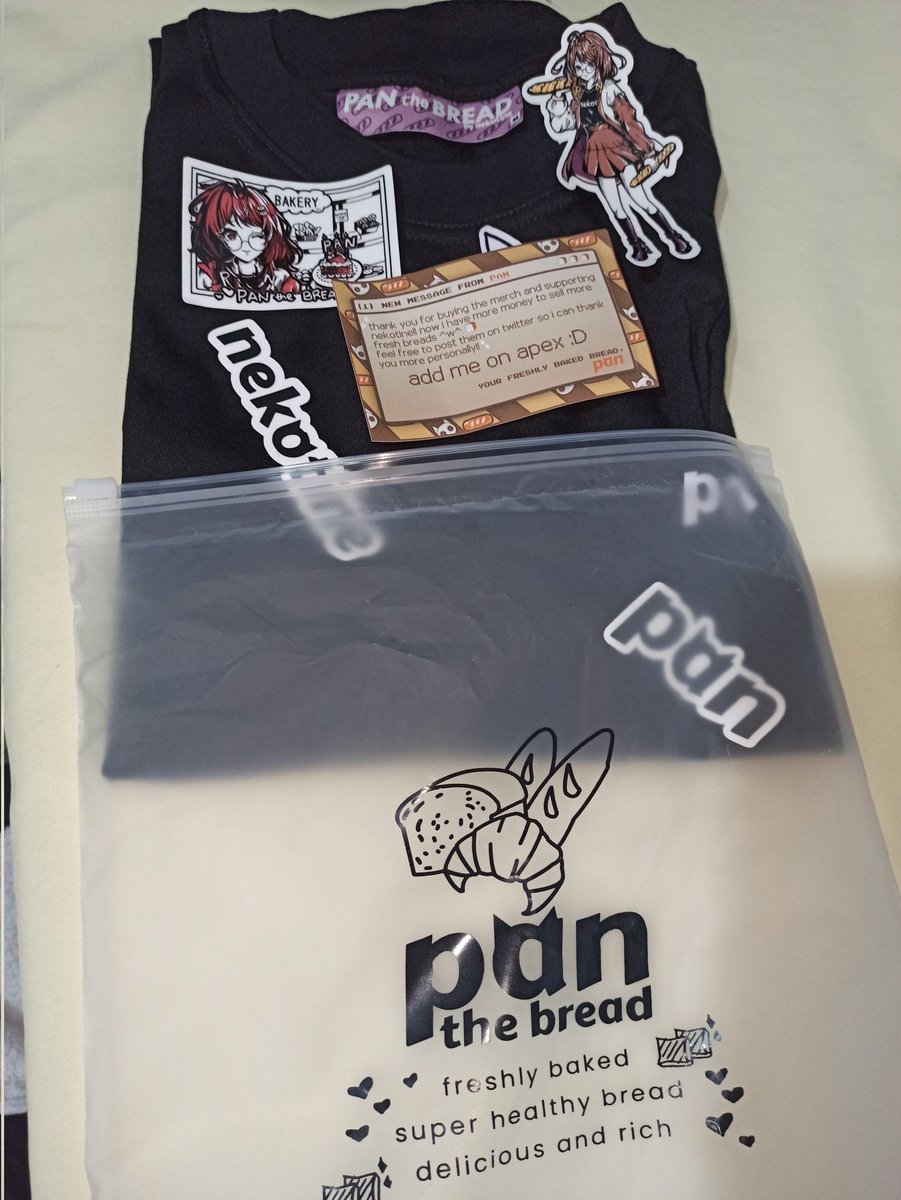 PAN the BREAD
BAKERY
PAN
PAN the BREA
(1) NEW MESSAGE FROM PAN
thank you for buying the merch and supporting
nekotine!! now I have more money to sell more
fresh breads ^w^
feel free to post them on twitter so I can thank
you more personally!!
add me on apex :D
YOUR FRESHLY BAKED BREAD,
pan
pan
pan
the bread
freshly baked
super healthy bread
delicious and rich